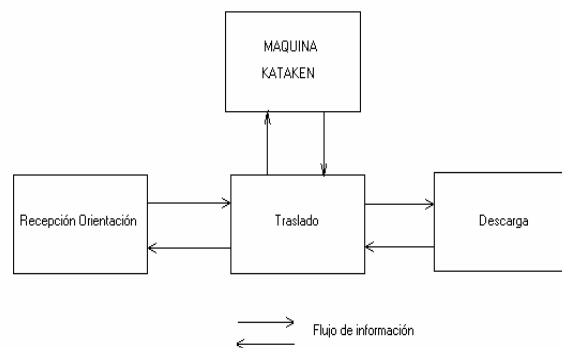 MAQUINA
KATAKEN
Recepción Orientación
Traslado
Descarga
Flujo de información